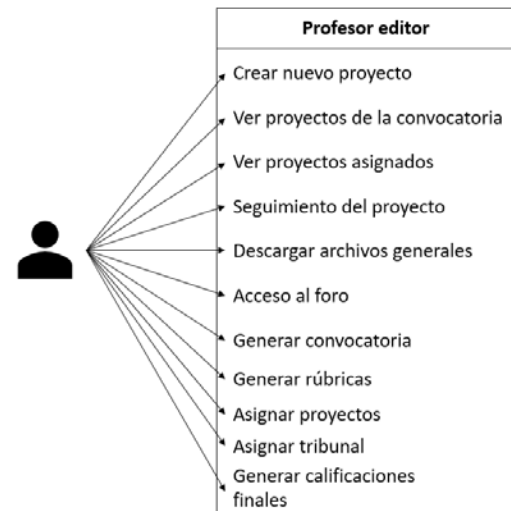 Profesor editor
Crear nuevo proyecto
Ver proyectos de la convocatoria
Ver proyectos asignados
Seguimiento del proyecto
Descargar archivos generales
Acceso al foro
Generar convocatoria
Generar rúbricas
Asignar proyectos
Asignar tribunal
Generar calificaciones
finales